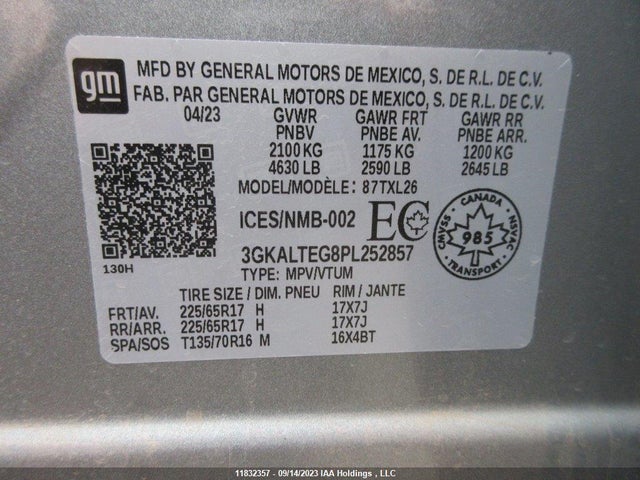 gm
MFD BY GENERAL MOTORS DE MEXICO, S. DE R.L. DE C.V.
FAB. PAR GENERAL MOTORS DE MEXICO, S. DE R.L. DE C.V.
04/23 GVWR GAWR FRT GAWR RR
PNBV PNBE AV. PNBE ARR.
2100 KG 1175 KG 1200 KG
4630 LB 2590 LB 2645 LB
MODEL/MODÈLE: 87TXL26
ICES/NMB-002 EC
CANADA
CMVSS 985 NSVAC
TRANSPORT
3GKALTEG8PL252857
130H
TYPE: MPV/VTUM
TIRE SIZE / DIM. PNEU RIM / JANTE
FRT/AV. 225/65R17 H 17X7J
RR/ARR. 225/65R17 H 17X7J
SPA/SOS T135/70R16 M 16X4BT
11832357 - 09/14/2023 IAA Holdings , LLC